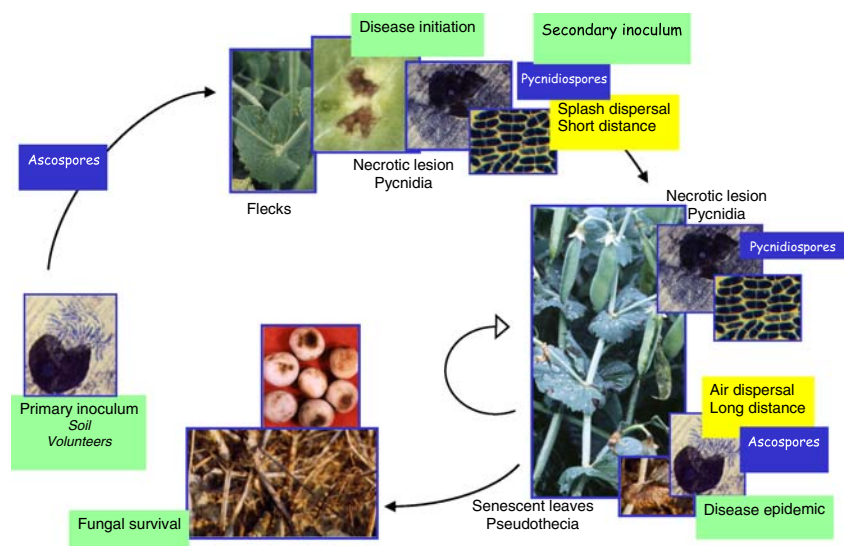 Disease initiation
Secondary inoculum
Pycnidiospores
Splash dispersal
Short distance
Ascospores
Necrotic lesion
Pycnidia
Flecks
Necrotic lesion
Pycnidia
Pycnidiospores
Primary inoculum
Soil
Volunteers
Air dispersal
Long distance
Ascospores
Senescent leaves
Pseudothecia
Disease epidemic
Fungal survival